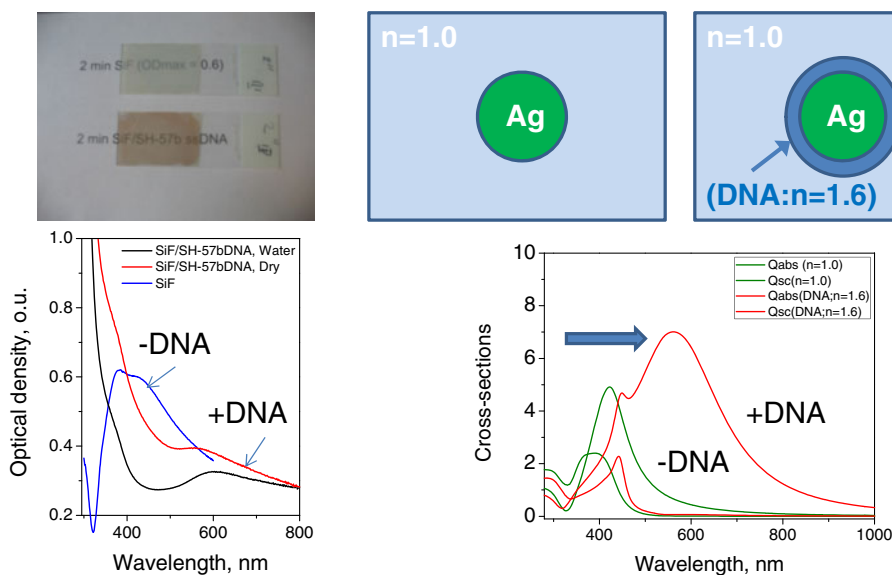 2 min SiF (ODmax = 0.6)
2 min SiF/SH-57b ssDNA
n=1.0
Ag
n=1.0
Ag
(DNA:n=1.6)
1.0
0.8
0.6
0.4
0.2
400
600
800
Optical density, o.u.
Wavelength, nm
SiF/SH-57bDNA, Water
SiF/SH-57bDNA, Dry
SiF
-DNA
+DNA
10
8
6
4
2
0
400
600
800
1000
Cross-sections
Wavelength, nm
Qabs (n=1.0)
Qsc(n=1.0)
Qabs(DNA;n=1.6)
Qsc(DNA;n=1.6)
+DNA
-DNA